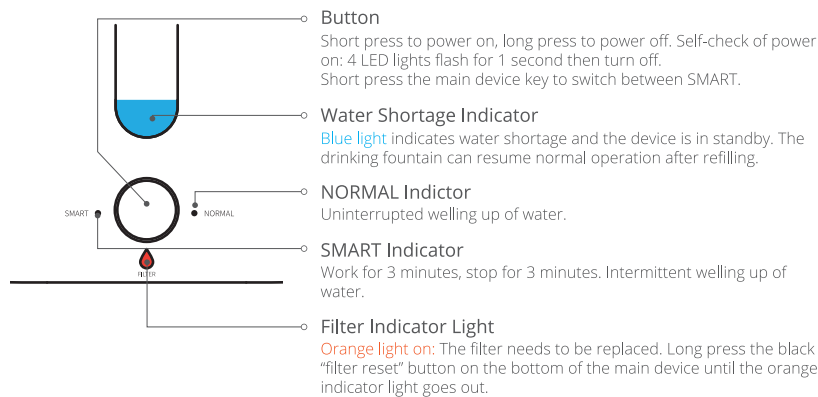 Button
Short press to power on, long press to power off. Self-check of power
on: 4 LED lights flash for 1 second then turn off.
Short press the main device key to switch between SMART.
Water Shortage Indicator
Blue light indicates water shortage and the device is in standby. The
drinking fountain can resume normal operation after refilling.
NORMAL Indictor
Uninterrupted welling up of water.
SMART Indicator
Work for 3 minutes, stop for 3 minutes. Intermittent welling up of
water.
Filter Indicator Light
Orange light on: The filter needs to be replaced. Long press the black
“filter reset” button on the bottom of the main device until the orange
indicator light goes out.
SMART
NORMAL
FILTER